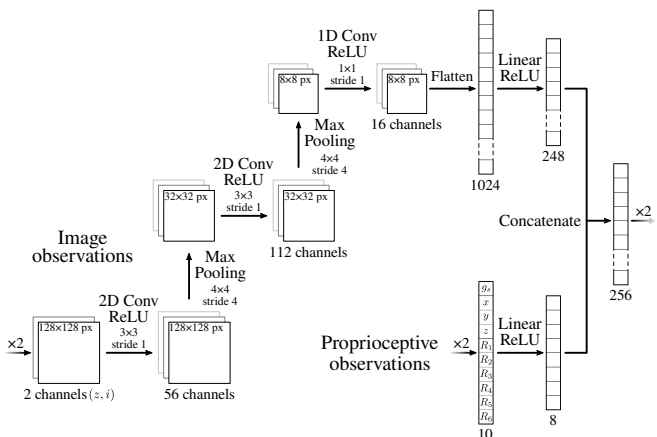 1D Conv
ReLU
1×1
stride 1
8×8 px
8×8 px
16 channels
Flatten
1024
Linear
ReLU
248
Max
Pooling
4×4
stride 4
2D Conv
ReLU
3×3
stride 1
32×32 px
32×32 px
112 channels
Image
observations
Max
Pooling
4×4
stride 4
2D Conv
ReLU
3×3
stride 1
×2
128×128 px
128×128 px
2 channels (z, i)
56 channels
Concatenate
×2
256
Proprioceptive
observations
×2
g_s
x
y
z
R_1
R_2
R_3
R_4
R_5
R_6
10
Linear
ReLU
8